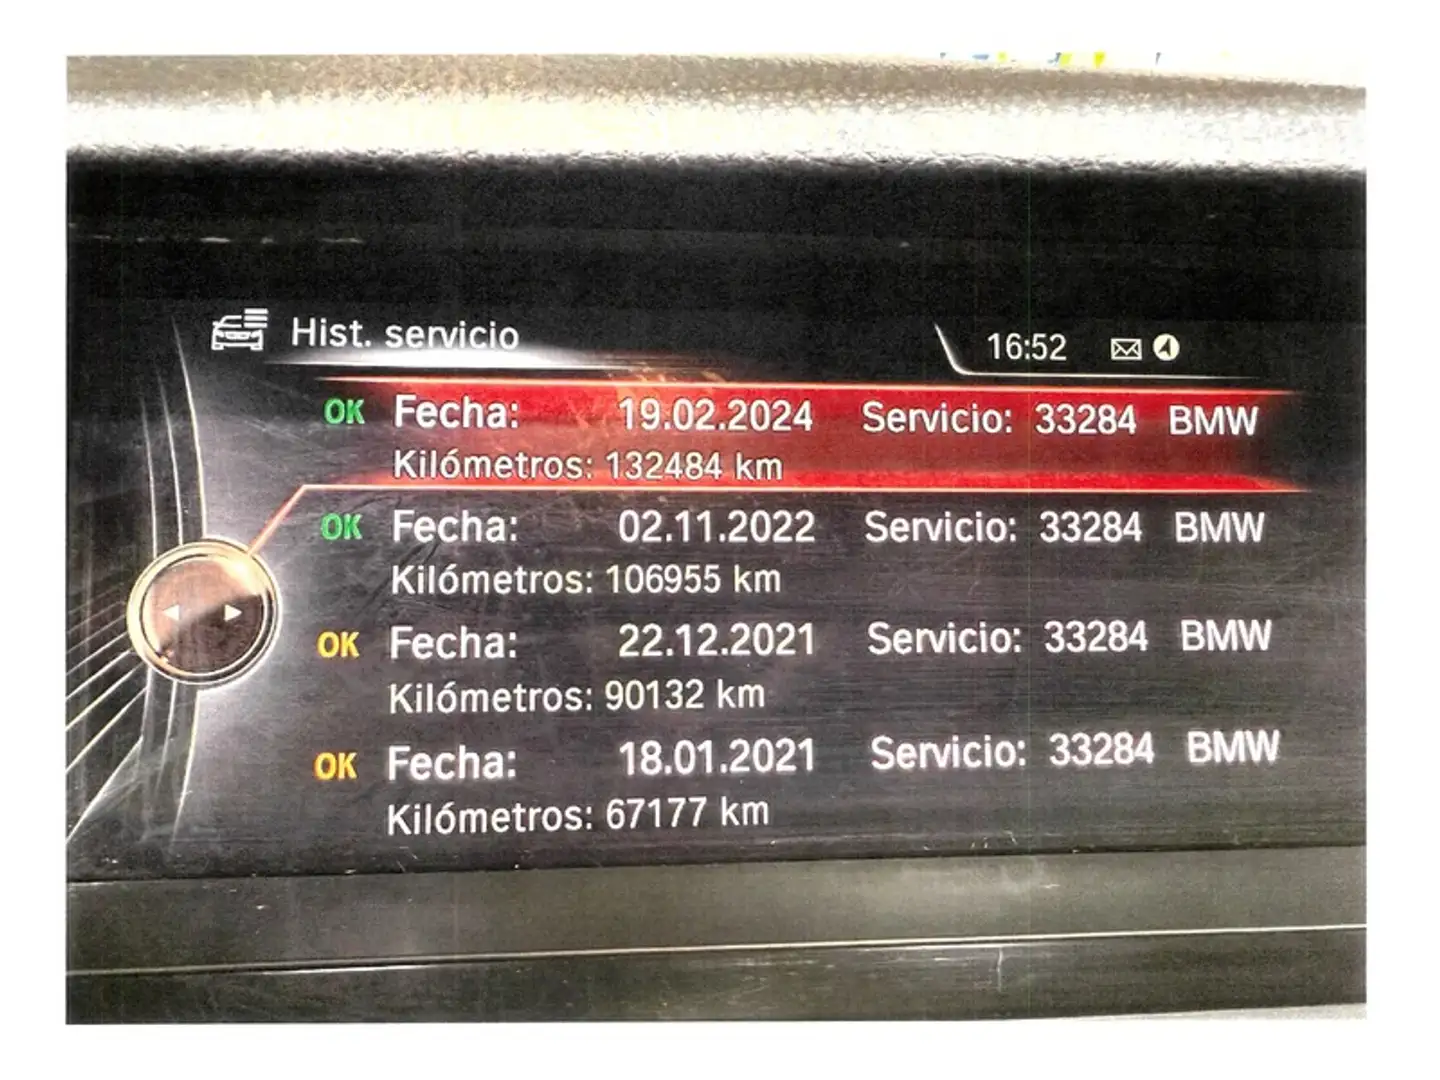 Hist. servicio
16:52
OK Fecha: 19.02.2024 Servicio: 33284 BMW
Kilómetros: 132484 km
OK Fecha: 02.11.2022 Servicio: 33284 BMW
Kilómetros: 106955 km
OK Fecha: 22.12.2021 Servicio: 33284 BMW
Kilómetros: 90132 km
OK Fecha: 18.01.2021 Servicio: 33284 BMW
Kilómetros: 67177 km